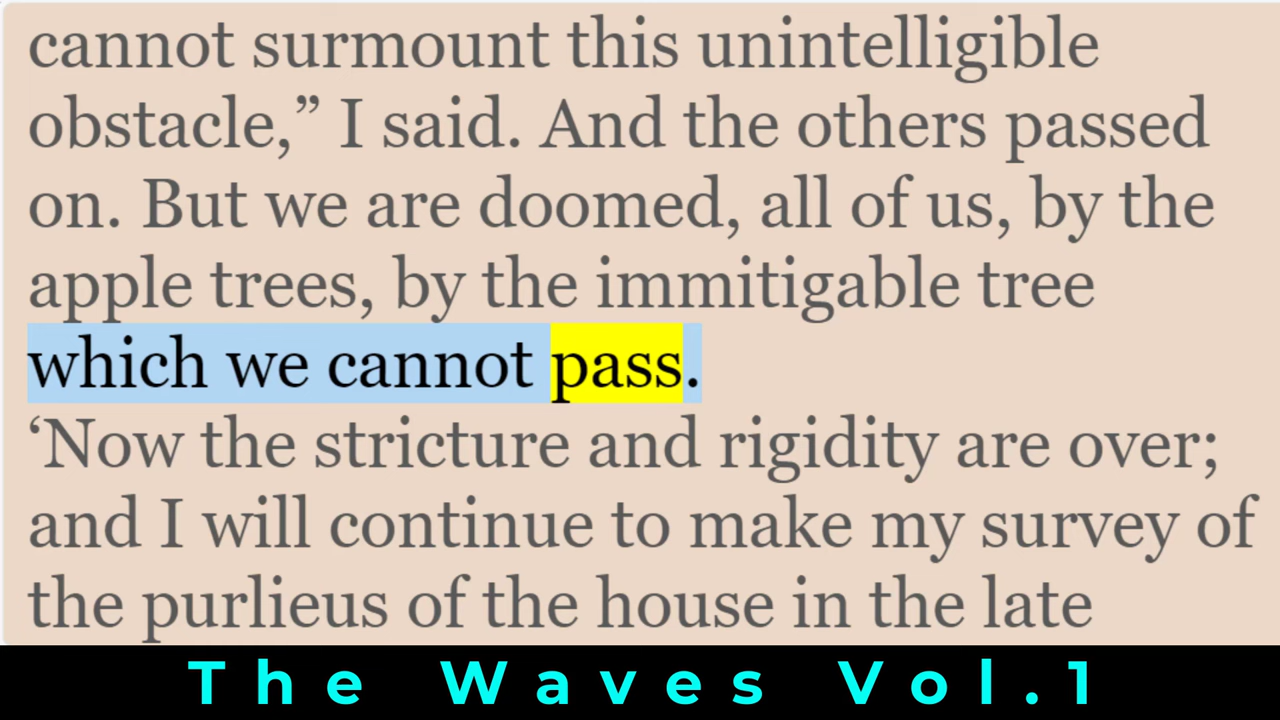 cannot surmount this unintelligible
obstacle,” I said. And the others passed
on. But we are doomed, all of us, by the
apple trees, by the immitigable tree
which we cannot pass.
‘Now the stricture and rigidity are over;
and I will continue to make my survey of
the purlieus of the house in the late
The Waves Vol.1